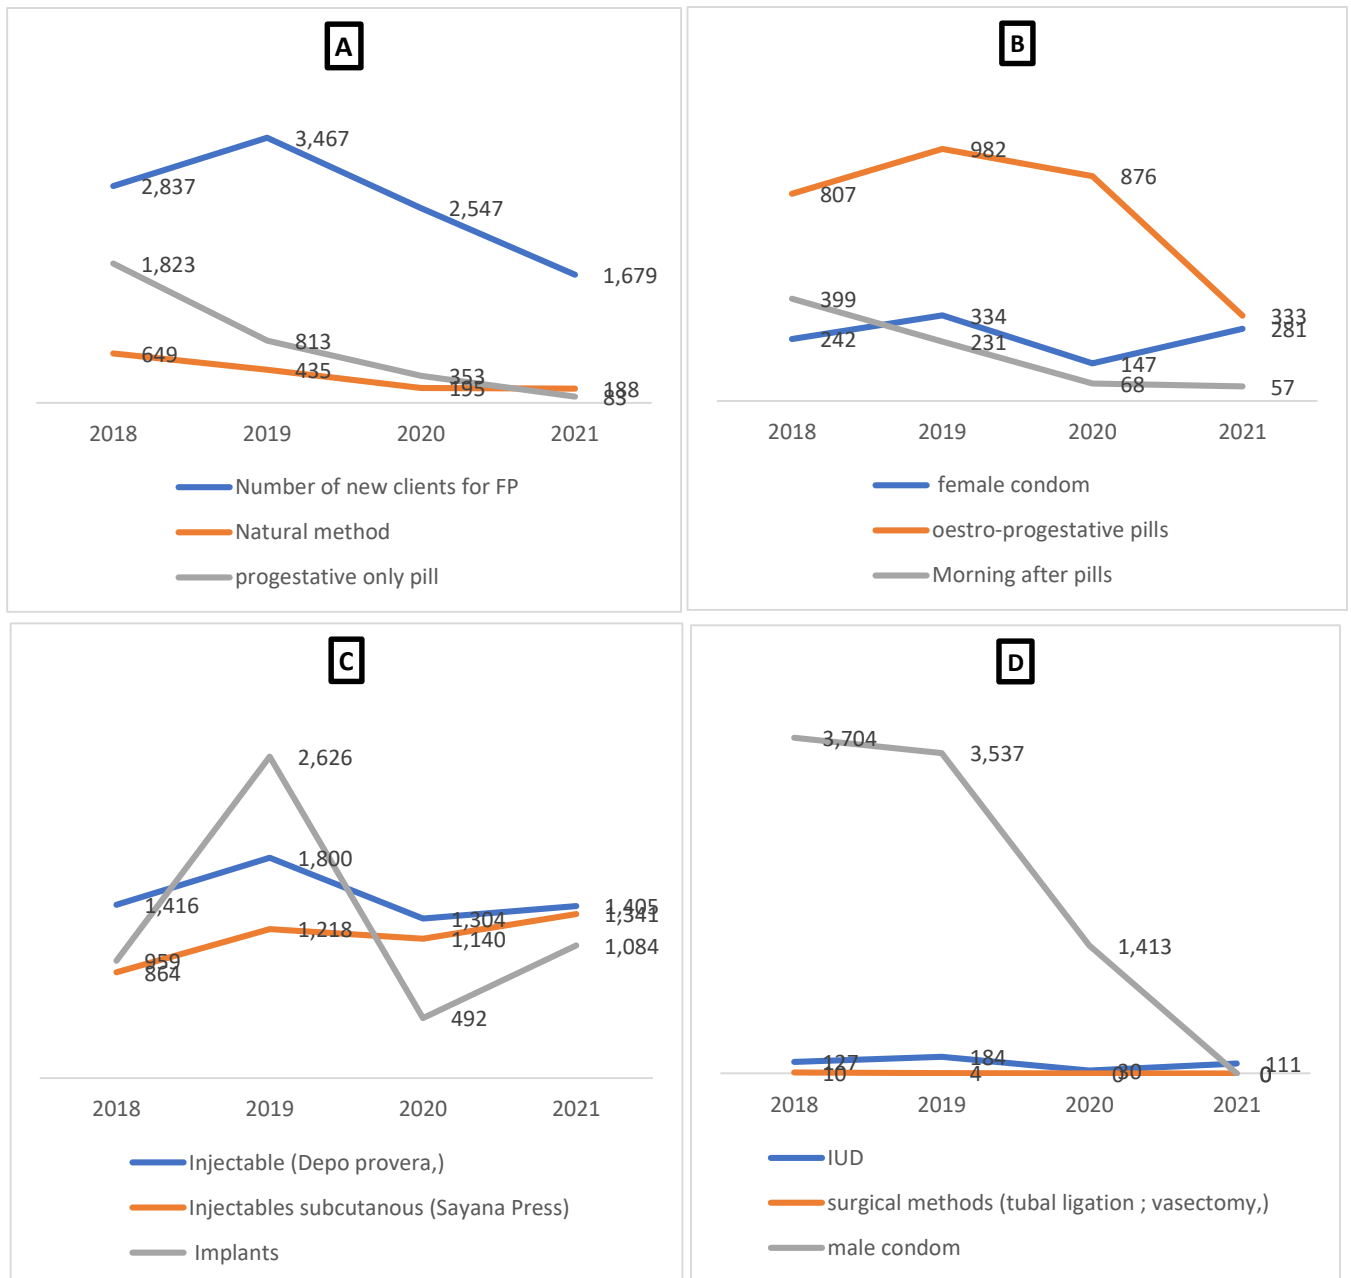 A
3,467
2,837
2,547
1,823
1,679
813
649
435
353
195
188
83
2018 2019 2020 2021
Number of new clients for FP
Natural method
progestative only pill
B
982
876
807
399
334
333
281
242
231
147
68
57
2018 2019 2020 2021
female condom
oestro-progestative pills
Morning after pills
C
2,626
1,800
1,416
1,405
1,304
1,341
1,218
1,140
1,084
959
864
492
2018 2019 2020 2021
Injectable (Depo provera,)
Injectables subcutanous (Sayana Press)
Implants
D
3,704
3,537
1,413
127
184
30
111
10
4
0
0
0
2018 2019 2020 2021
IUD
surgical methods (tubal ligation ; vasectomy,)
male condom